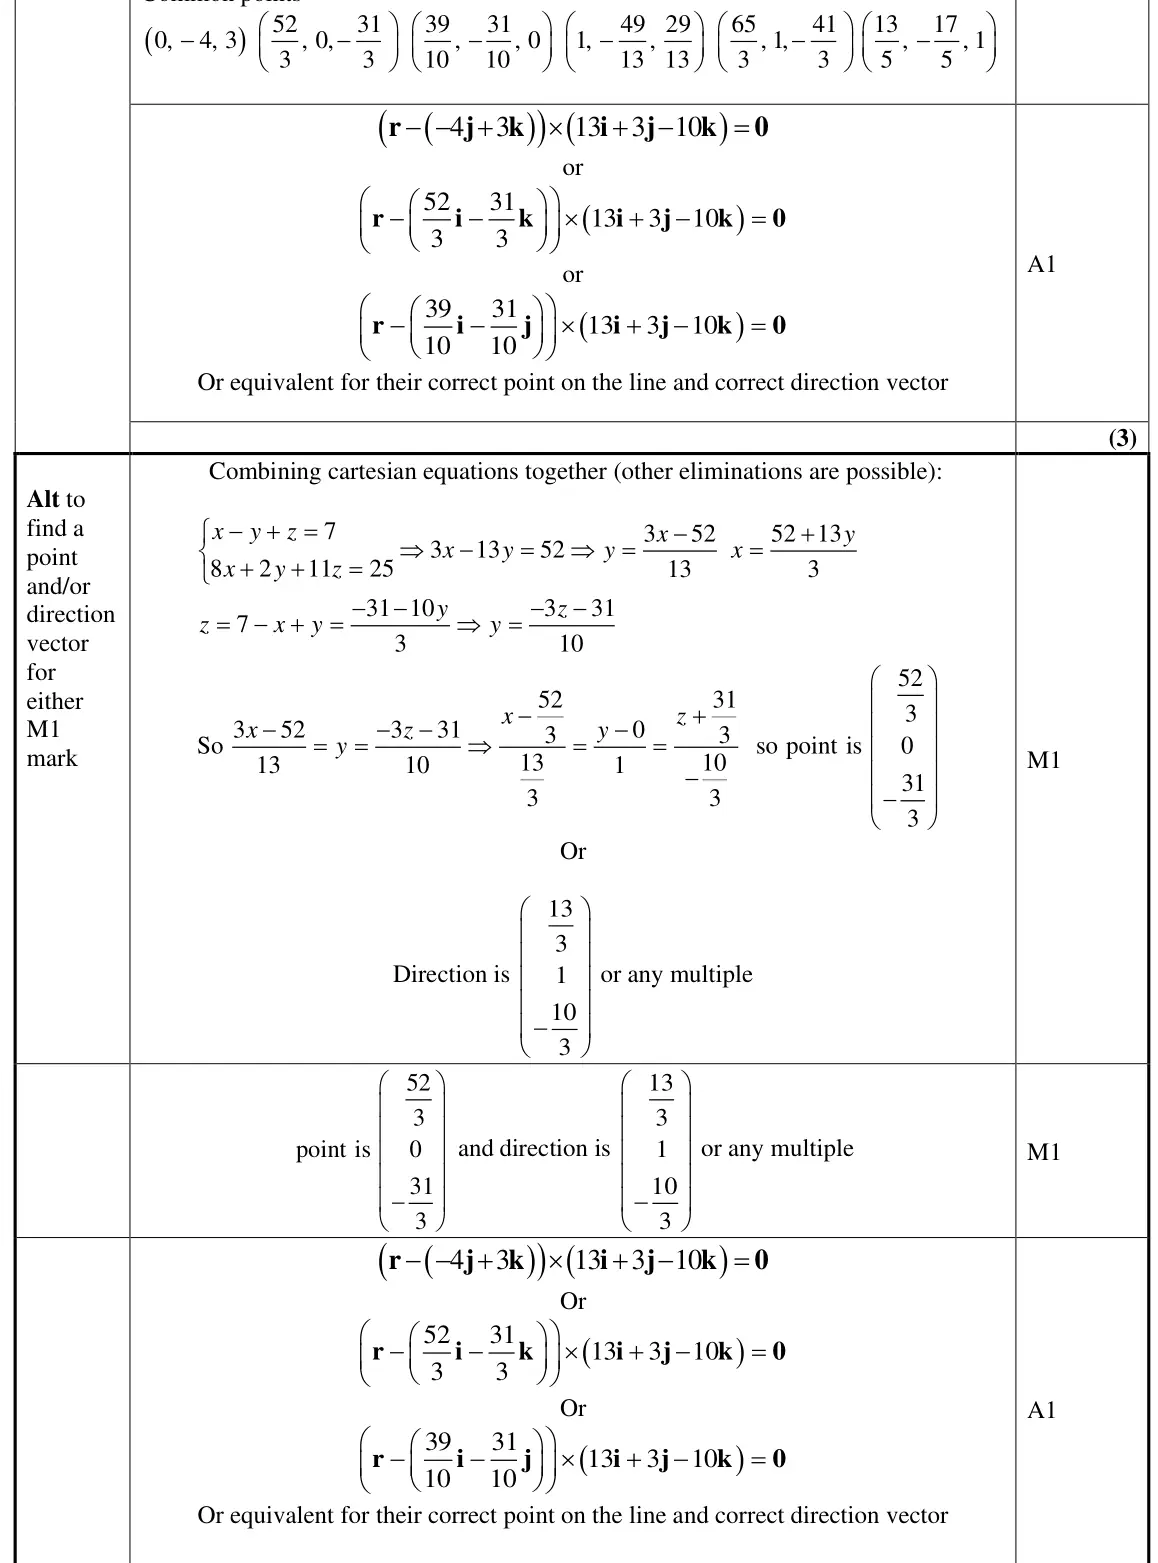 Common points
(0, −4, 3) (52/3, 0, −31/3) (39/10, −31/10, 0) (1, −49/13, 29/13) (65/3, 1, −41/3) (13/5, −17/5, 1)
(r−(−4j+3k))×(13i+3j−10k)=0
or
(r−(52/3 i−31/3 k))×(13i+3j−10k)=0
or
(r−(39/10 i−31/10 j))×(13i+3j−10k)=0
Or equivalent for their correct point on the line and correct direction vector
A1
(3)
Alt to
find a
point
and/or
direction
vector
for
either
M1
mark
Combining cartesian equations together (other eliminations are possible):
{x−y+z=7
8x+2y+11z=25 ⇒3x−13y=52⇒ y=(3x−52)/13 x=(52+13y)/3
z=7−x+y=(−31−10y)/3 ⇒ y=(−3z−31)/10
So (3x−52)/13=y=(−3z−31)/10 ⇒ (x−52/3)/(13/3)=(y−0)/1=(z+31/3)/(−10/3) so point is (52/3 0 −31/3)
Or
Direction is (13/3 1 −10/3) or any multiple
M1
point is (52/3 0 −31/3) and direction is (13/3 1 −10/3) or any multiple
M1
(r−(−4j+3k))×(13i+3j−10k)=0
Or
(r−(52/3 i−31/3 k))×(13i+3j−10k)=0
Or
(r−(39/10 i−31/10 j))×(13i+3j−10k)=0
Or equivalent for their correct point on the line and correct direction vector
A1